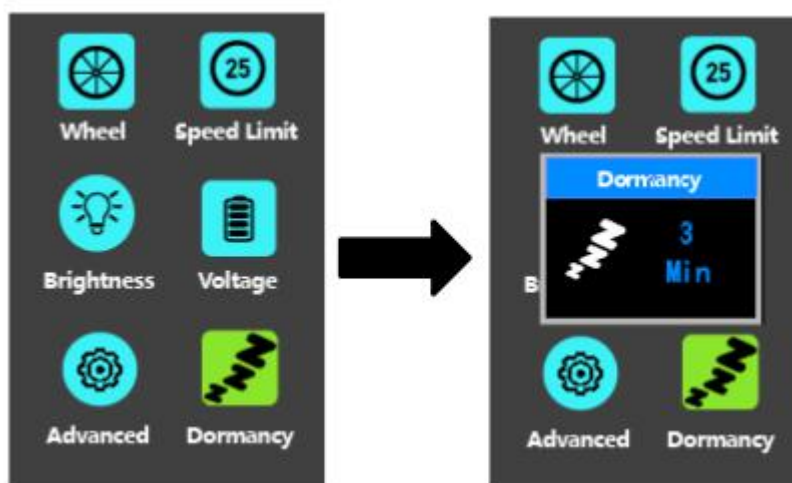 25
Wheel Speed Limit
Brightness Voltage
Advanced Dormancy
25
Wheel Speed Limit
Dormancy
3
Min
B
Advanced Dormancy